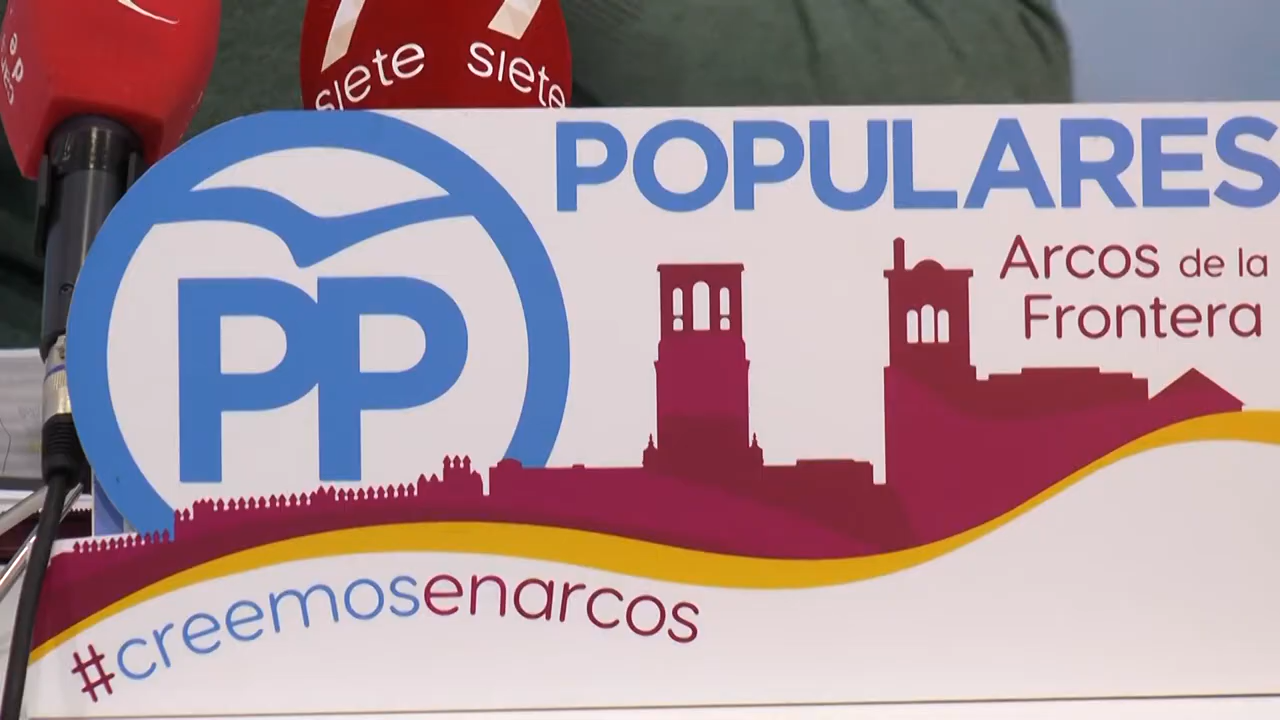 siete siete
POPULARES
Arcos de la
Frontera
PP
#creemosenarcos